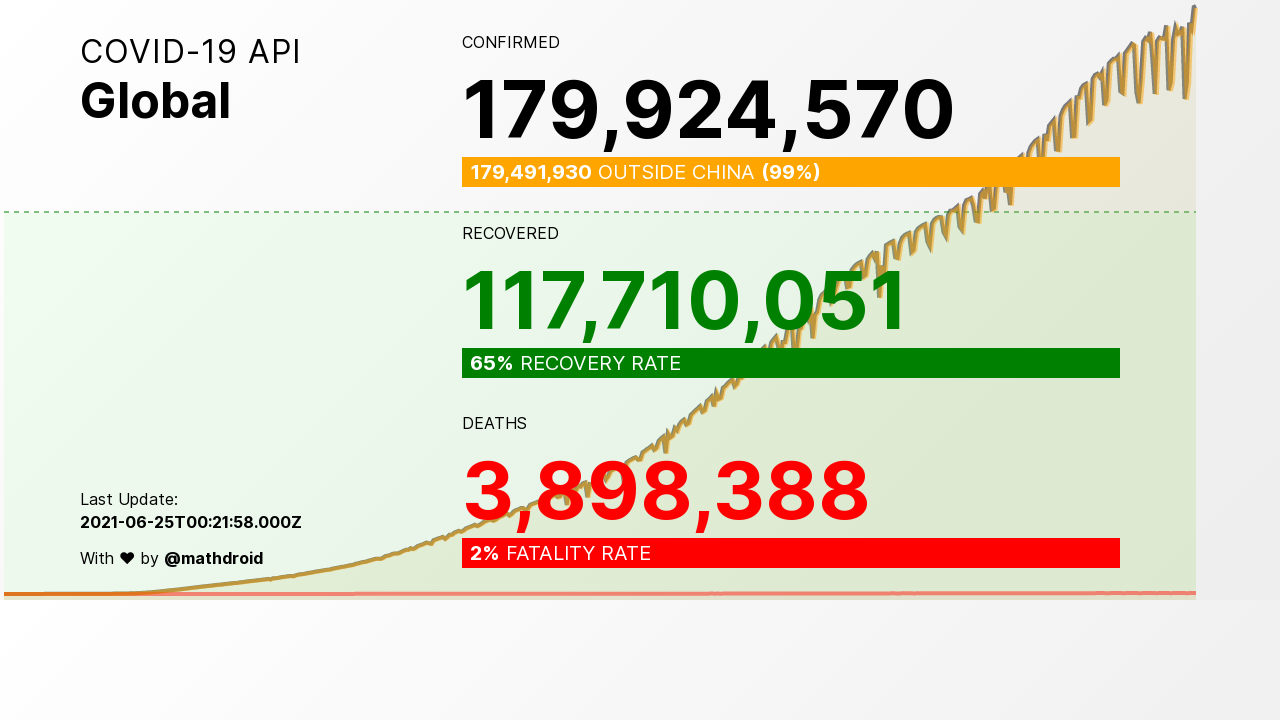 COVID-19 API
Global
CONFIRMED
179,924,570
179,491,930 OUTSIDE CHINA (99%)
RECOVERED
117,710,051
65% RECOVERY RATE
DEATHS
3,898,388
2% FATALITY RATE
Last Update:
2021-06-25T00:21:58.000Z
With ♥ by @mathdroid